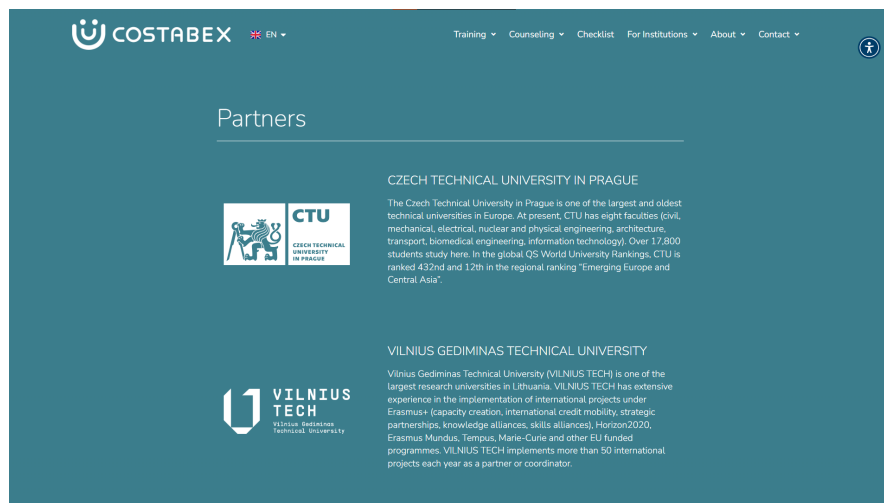 COSTABEX EN
Training Counseling Checklist For Institutions About Contact
Partners
CZECH TECHNICAL UNIVERSITY IN PRAGUE
The Czech Technical University in Prague is one of the largest and oldest
technical universities in Europe. At present, CTU has eight faculties (civil,
mechanical, electrical, nuclear and physical engineering, architecture,
transport, biomedical engineering, information technology). Over 17,800
students study here. In the global QS World University Rankings, CTU is
ranked 432nd and 12th in the regional ranking “Emerging Europe and
Central Asia”.
CTU
CZECH TECHNICAL
UNIVERSITY
IN PRAGUE
VILNIUS GEDIMINAS TECHNICAL UNIVERSITY
Vilnius Gediminas Technical University (VILNIUS TECH) is one of the
largest research universities in Lithuania. VILNIUS TECH has extensive
experience in the implementation of international projects under
Erasmus+ (capacity creation, international credit mobility, strategic
partnerships, knowledge alliances, skills alliances), Horizon2020,
Erasmus Mundus, Tempus, Marie-Curie and other EU funded
programmes. VILNIUS TECH implements more than 50 international
projects each year as a partner or coordinator.
VILNIUS
TECH
Vilnius Gediminas
Technical University